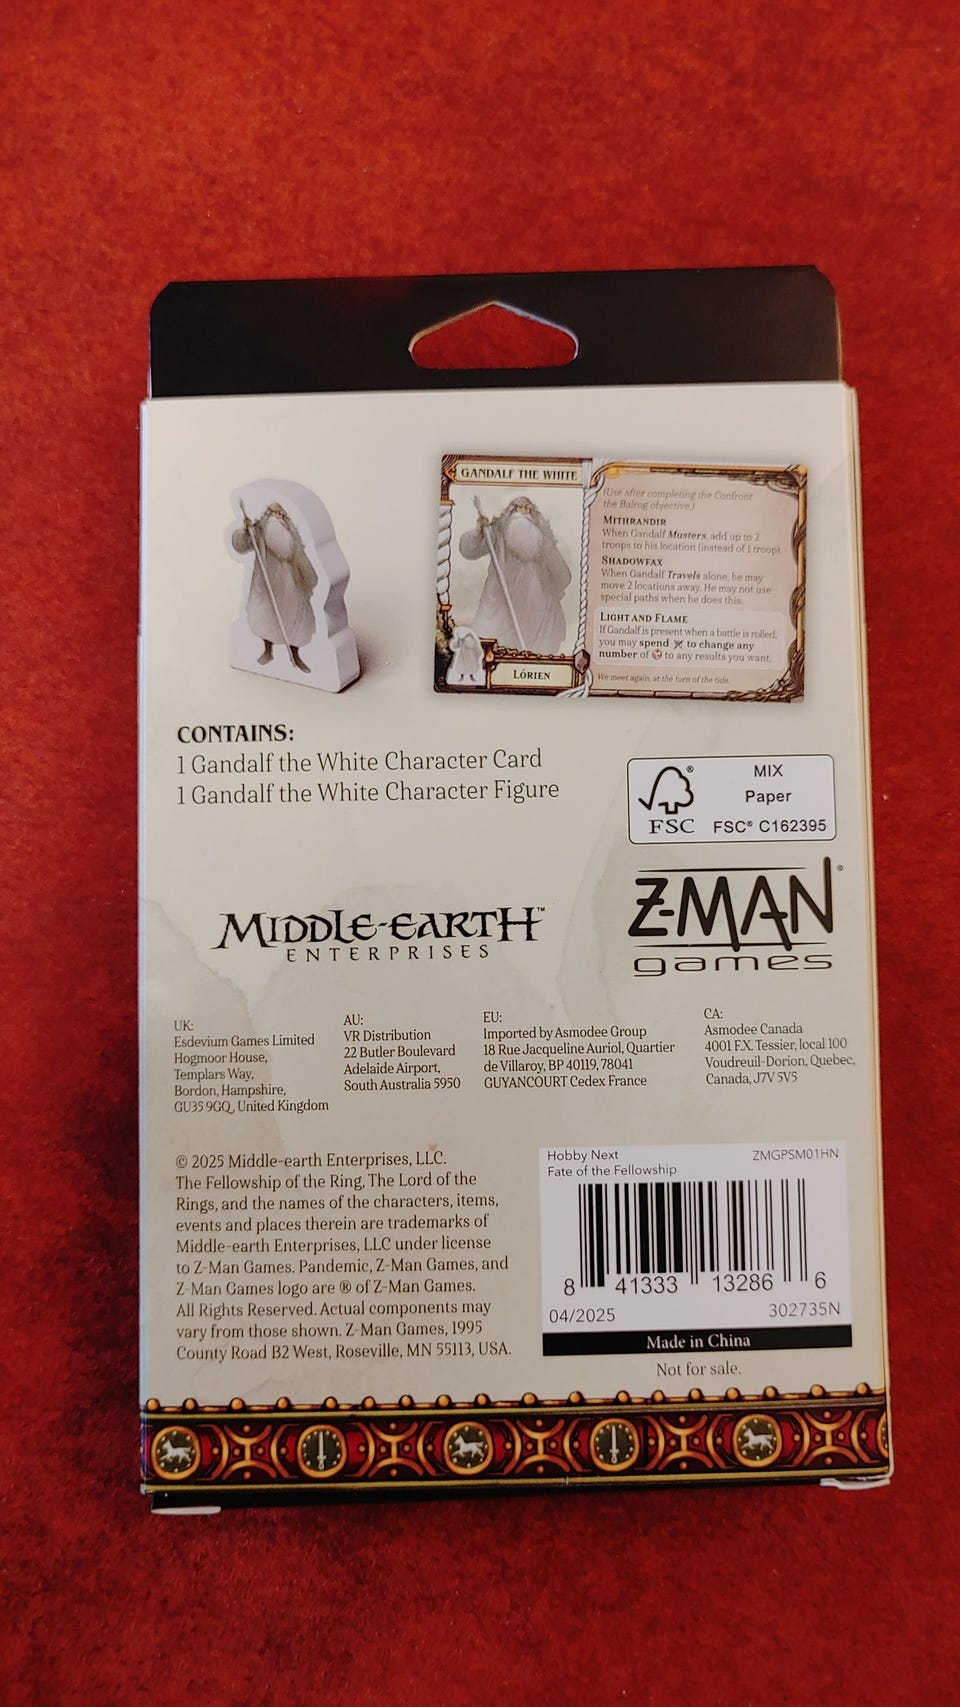 GANDALF THE WHITE
(Use after completing the Confront
the Balrog objective.)
MITHRANDIR
When Gandalf Musters, add up to 2
troops to his location (instead of 1 troop).
SHADOWFAX
When Gandalf Travels alone, he may
move 2 locations away. He may not use
special paths when he does this.
LIGHT AND FLAME
If Gandalf is present when a battle is rolled,
you may spend to change any
number of to any results you want.
We meet again, at the turn of the tide.
LÓRIEN
CONTAINS:
1 Gandalf the White Character Card
1 Gandalf the White Character Figure
FSC®
MIX
Paper
FSC® C162395
MIDDLE-EARTH™
ENTERPRISES
Z-MAN®
games
UK:
Esdevium Games Limited
Hogmoor House,
Templars Way,
Bordon, Hampshire,
GU35 9GQ, United Kingdom
AU:
VR Distribution
22 Butler Boulevard
Adelaide Airport,
South Australia 5950
EU:
Imported by Asmodee Group
18 Rue Jacqueline Auriol, Quartier
de Villaroy, BP 40119, 78041
GUYANCOURT Cedex France
CA:
Asmodee Canada
4001 F.X. Tessier, local 100
Voudreuil-Dorion, Quebec,
Canada, J7V 5V5
© 2025 Middle-earth Enterprises, LLC.
The Fellowship of the Ring, The Lord of the
Rings, and the names of the characters, items,
events and places therein are trademarks of
Middle-earth Enterprises, LLC under license
to Z-Man Games. Pandemic, Z-Man Games, and
Z-Man Games logo are ® of Z-Man Games.
All Rights Reserved. Actual components may
vary from those shown. Z-Man Games, 1995
County Road B2 West, Roseville, MN 55113, USA.
Hobby Next ZMGPSM01HN
Fate of the Fellowship
8 41333 13286 6
04/2025 302735N
Made in China
Not for sale.